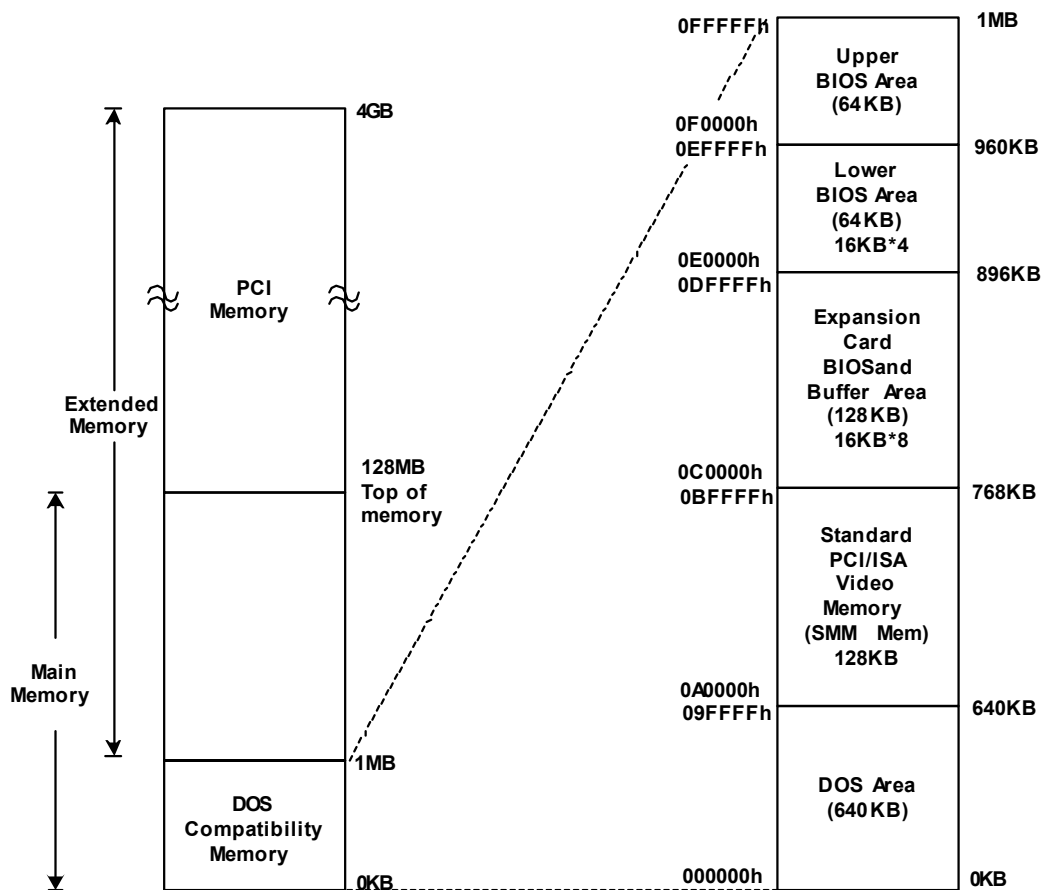 4GB
PCI
Memory
Extended
Memory
128MB
Top of
memory
Main
Memory
1MB
DOS
Compatibility
Memory
0KB
0FFFFFh
1MB
Upper
BIOS Area
(64KB)
0F0000h
0EFFFFh
960KB
Lower
BIOS Area
(64KB)
16KB*4
0E0000h
0DFFFFh
896KB
Expansion
Card
BIOSand
Buffer Area
(128KB)
16KB*8
0C0000h
0BFFFFh
768KB
Standard
PCI/ISA
Video
Memory
(SMM Mem)
128KB
0A0000h
09FFFFh
640KB
DOS Area
(640KB)
000000h
0KB